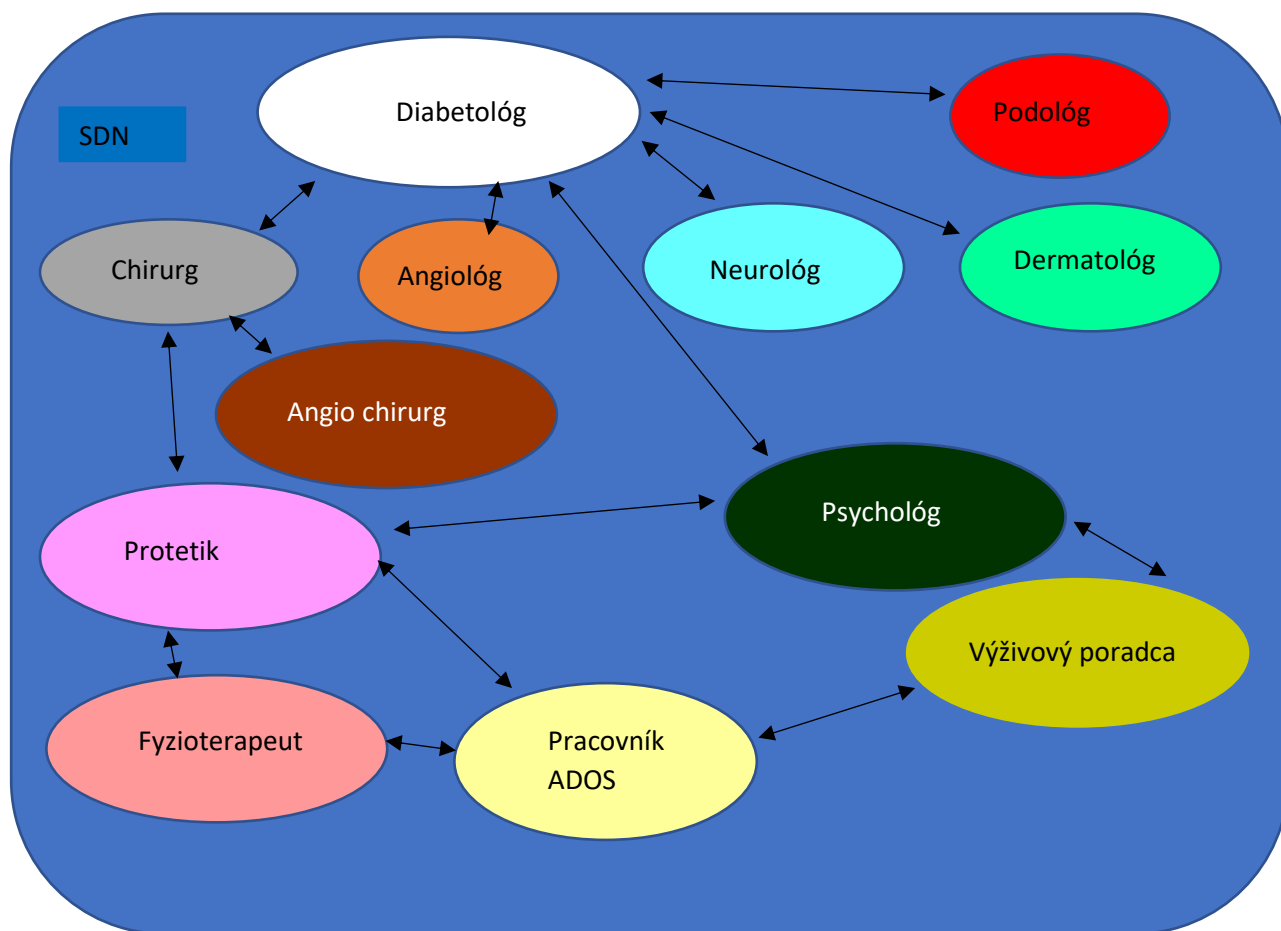 Diabetológ
Podológ
SDN
Chirurg
Angiológ
Neurológ
Dermatológ
Angio chirurg
Psychológ
Protetik
Výživový poradca
Fyzioterapeut
Pracovník
ADOS